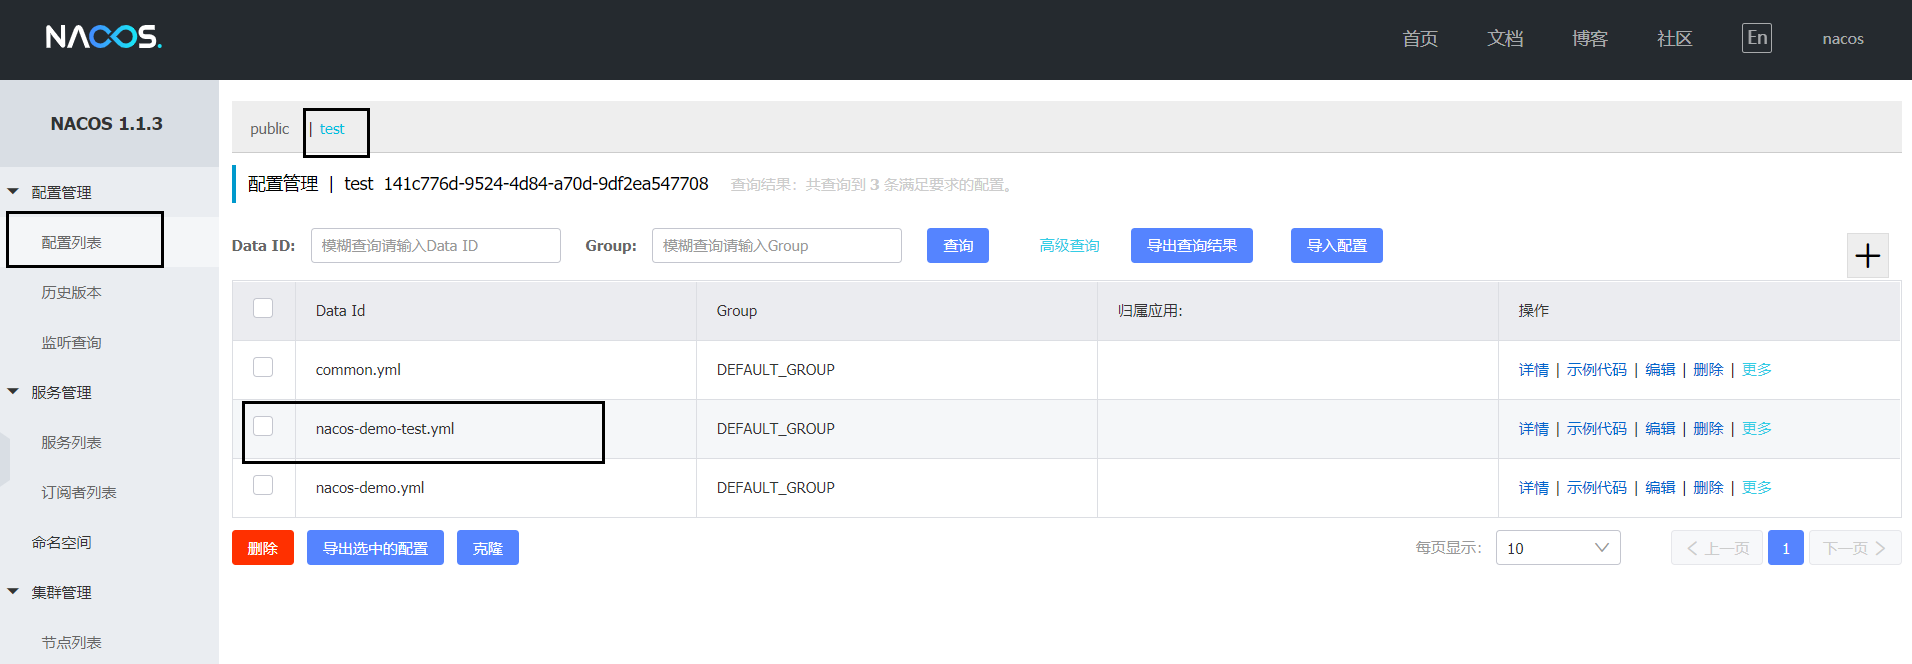 NACOS.
首页 文档 博客 社区 En nacos
NACOS 1.1.3
配置管理
配置列表
历史版本
监听查询
服务管理
服务列表
订阅者列表
命名空间
集群管理
节点列表
public | test
配置管理 | test 141c776d-9524-4d84-a70d-9df2ea547708 查询结果：共查询到 3 条满足要求的配置。
Data ID: 模糊查询请输入Data ID Group: 模糊查询请输入Group 查询 高级查询 导出查询结果 导入配置 +
Data Id Group 归属应用: 操作
common.yml DEFAULT_GROUP 详情 | 示例代码 | 编辑 | 删除 | 更多
nacos-demo-test.yml DEFAULT_GROUP 详情 | 示例代码 | 编辑 | 删除 | 更多
nacos-demo.yml DEFAULT_GROUP 详情 | 示例代码 | 编辑 | 删除 | 更多
删除 导出选中的配置 克隆 每页显示: 10 上一页 1 下一页